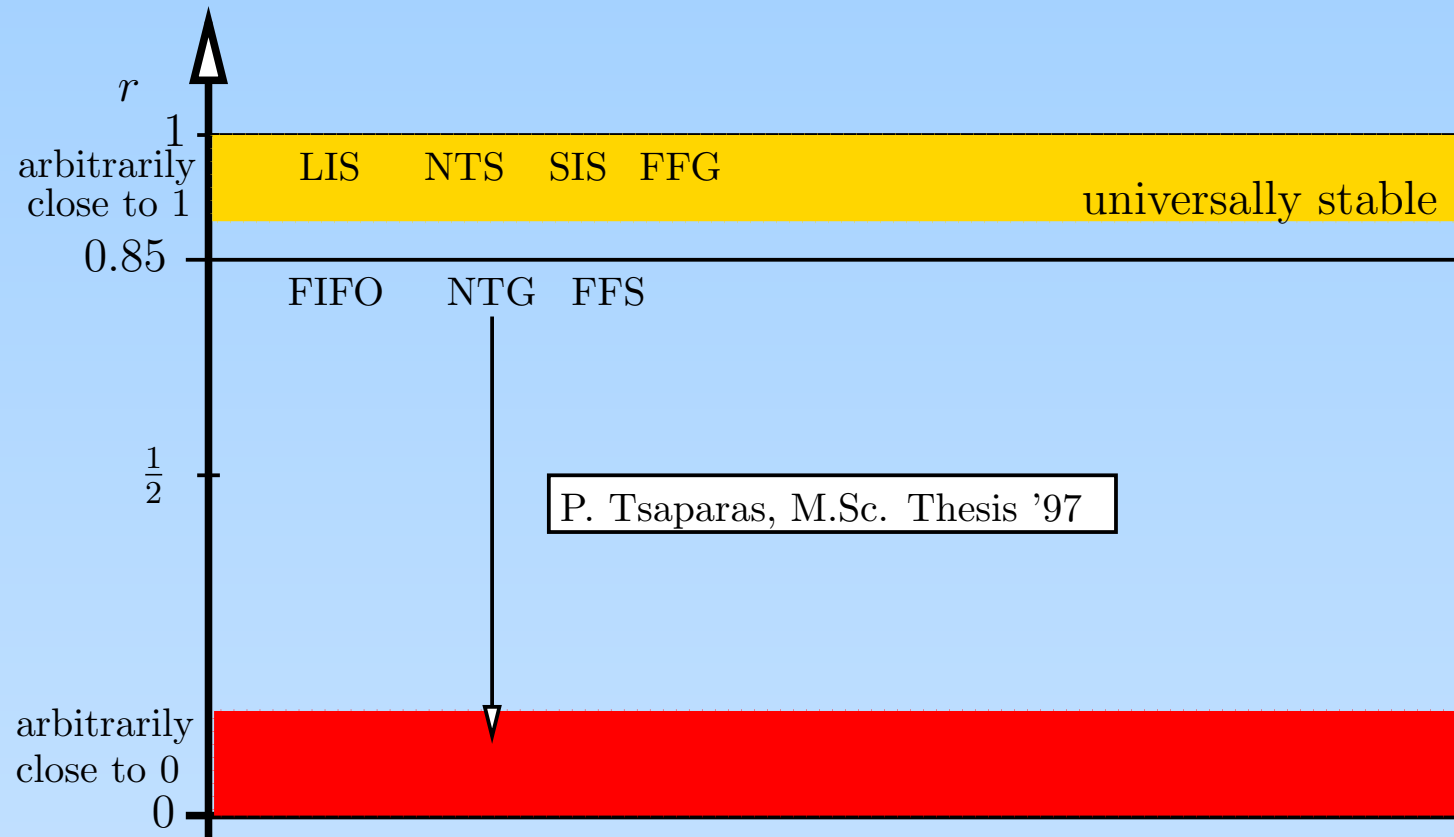 r
1
arbitrarily
close to 1
LIS NTS SIS FFG
universally stable
0.85
FIFO NTG FFS
1/2
P. Tsaparas, M.Sc. Thesis ’97
arbitrarily
close to 0
0